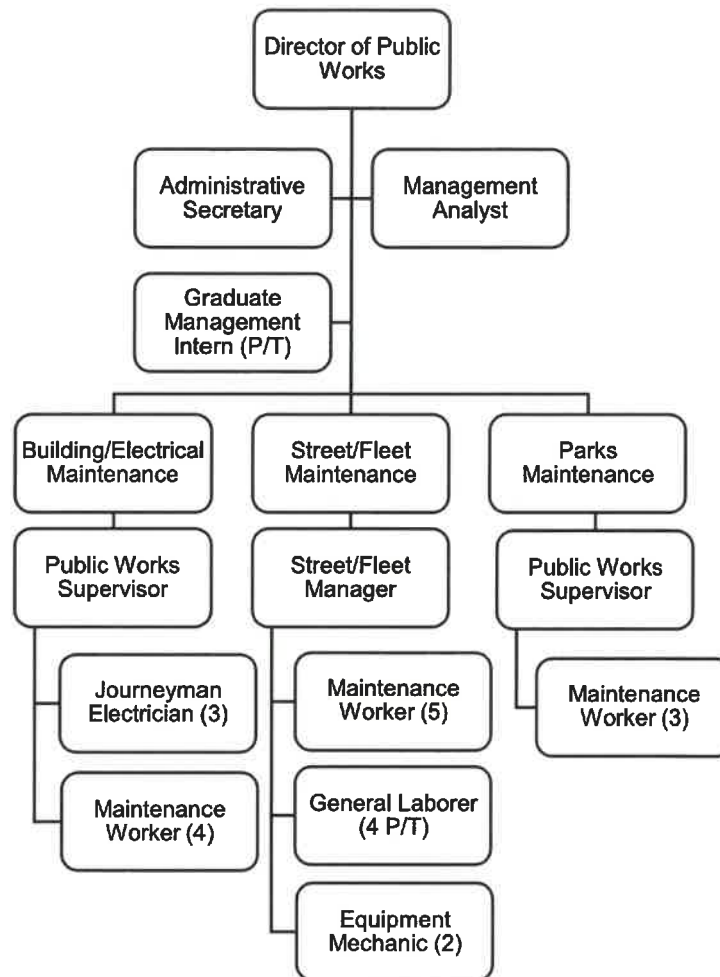 Director of Public
Works
Administrative
Secretary
Management
Analyst
Graduate
Management
Intern (P/T)
Building/Electrical
Maintenance
Street/Fleet
Maintenance
Parks
Maintenance
Public Works
Supervisor
Street/Fleet
Manager
Public Works
Supervisor
Journeyman
Electrician (3)
Maintenance
Worker (5)
Maintenance
Worker (3)
Maintenance
Worker (4)
General Laborer
(4 P/T)
Equipment
Mechanic (2)